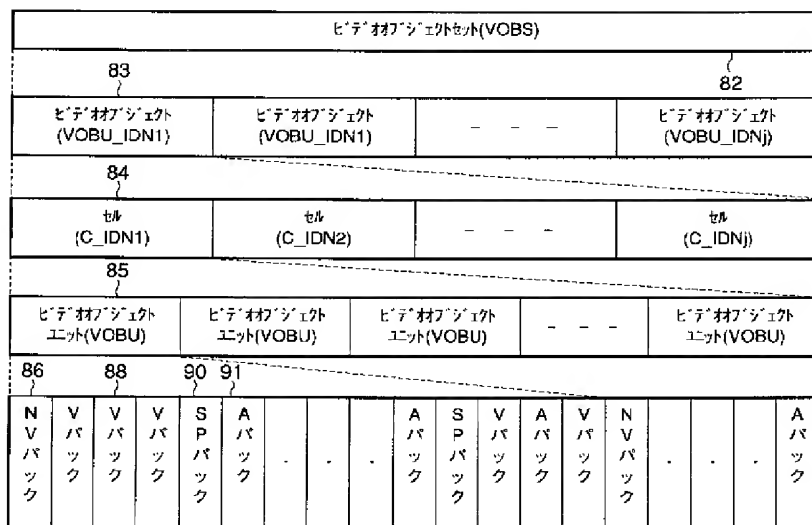 ビデオオブジェクトセット(VOBS)
83 82
ビデオオブジェクト ビデオオブジェクト ビデオオブジェクト
(VOBU_IDN1) (VOBU_IDN1) - - - (VOBU_IDNj)
84
セル セル セル
(C_IDN1) (C_IDN2) - - - (C_IDNj)
85
ビデオオブジェクト ビデオオブジェクト ビデオオブジェクト ビデオオブジェクト
ユニット(VOBU) ユニット(VOBU) ユニット(VOBU) - - - ユニット(VOBU)
86 88 90 91
NVパック
Vパック
Vパック
Vパック
SPパック
Aパック
.
.
.
Aパック
SPパック
Vパック
Aパック
Vパック
NVパック
.
.
.
Aパック